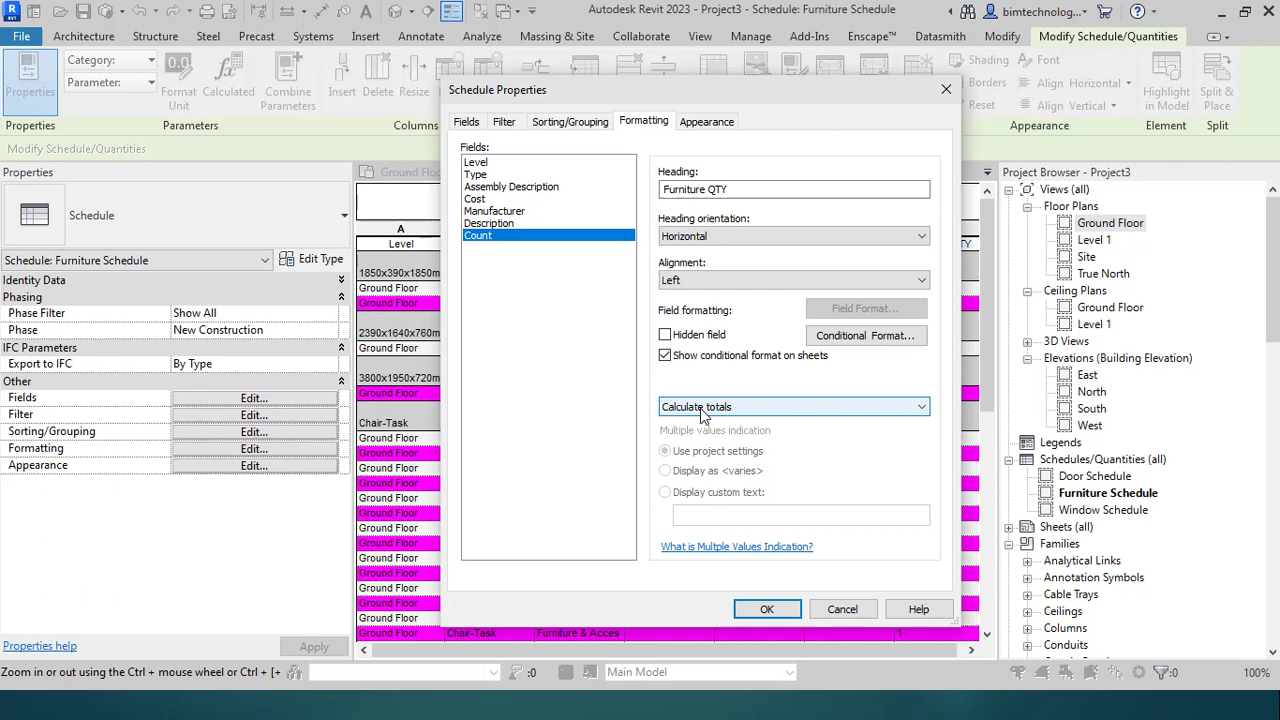 Autodesk Revit 2023 - Project3 - Schedule: Furniture Schedule
bimtechnolog...
File Architecture Structure Steel Precast Systems Insert Annotate Analyze Massing & Site Collaborate View Manage Add-Ins Enscape™ Datasmith Modify Modify Schedule/Quantities
Properties
Category:
Parameter:
Format
Unit
Calculated
Combine
Parameters
Insert
Delete
Resize
Shading
Borders
Reset
Font
Align Horizontal
Align Vertical
Highlight
in Model
Split &
Place
Properties
Parameters
Columns
Appearance
Element
Split
Modify Schedule/Quantities
Properties
Schedule
Schedule: Furniture Schedule
Edit Type
Identity Data
Phasing
Phase Filter Show All
Phase New Construction
IFC Parameters
Export to IFC By Type
Other
Fields Edit...
Filter Edit...
Sorting/Grouping Edit...
Formatting Edit...
Appearance Edit...
Properties help
Apply
Ground Floor
A
Level
1850x390x1850m
Ground Floor
Ground Floor
2390x1640x760m
Ground Floor
3800x1950x720m
Ground Floor
Chair-Task
Ground Floor
Ground Floor
Ground Floor
Ground Floor
Ground Floor
Ground Floor
Ground Floor
Ground Floor
Ground Floor
Ground Floor
Ground Floor
Ground Floor
Ground Floor
Ground Floor Chair-Task Furniture & Acces 1
TY
Schedule Properties
Fields Filter Sorting/Grouping Formatting Appearance
Fields:
Level
Type
Assembly Description
Cost
Manufacturer
Description
Count
Heading:
Furniture QTY
Heading orientation:
Horizontal
Alignment:
Left
Field formatting:
Field Format...
Hidden field
Conditional Format...
Show conditional format on sheets
Calculate totals
Multiple values indication
Use project settings
Display as <varies>
Display custom text:
What is Multple Values Indication?
OK Cancel Help
Project Browser - Project3
Views (all)
Floor Plans
Ground Floor
Level 1
Site
True North
Ceiling Plans
Ground Floor
Level 1
3D Views
Elevations (Building Elevation)
East
North
South
West
Legends
Schedules/Quantities (all)
Door Schedule
Furniture Schedule
Window Schedule
Sheets (all)
Families
Analytical Links
Annotation Symbols
Cable Trays
Ceilings
Columns
Conduits
Zoom in or out using the Ctrl + mouse wheel or Ctrl + [+
:0
Main Model
:0
100%